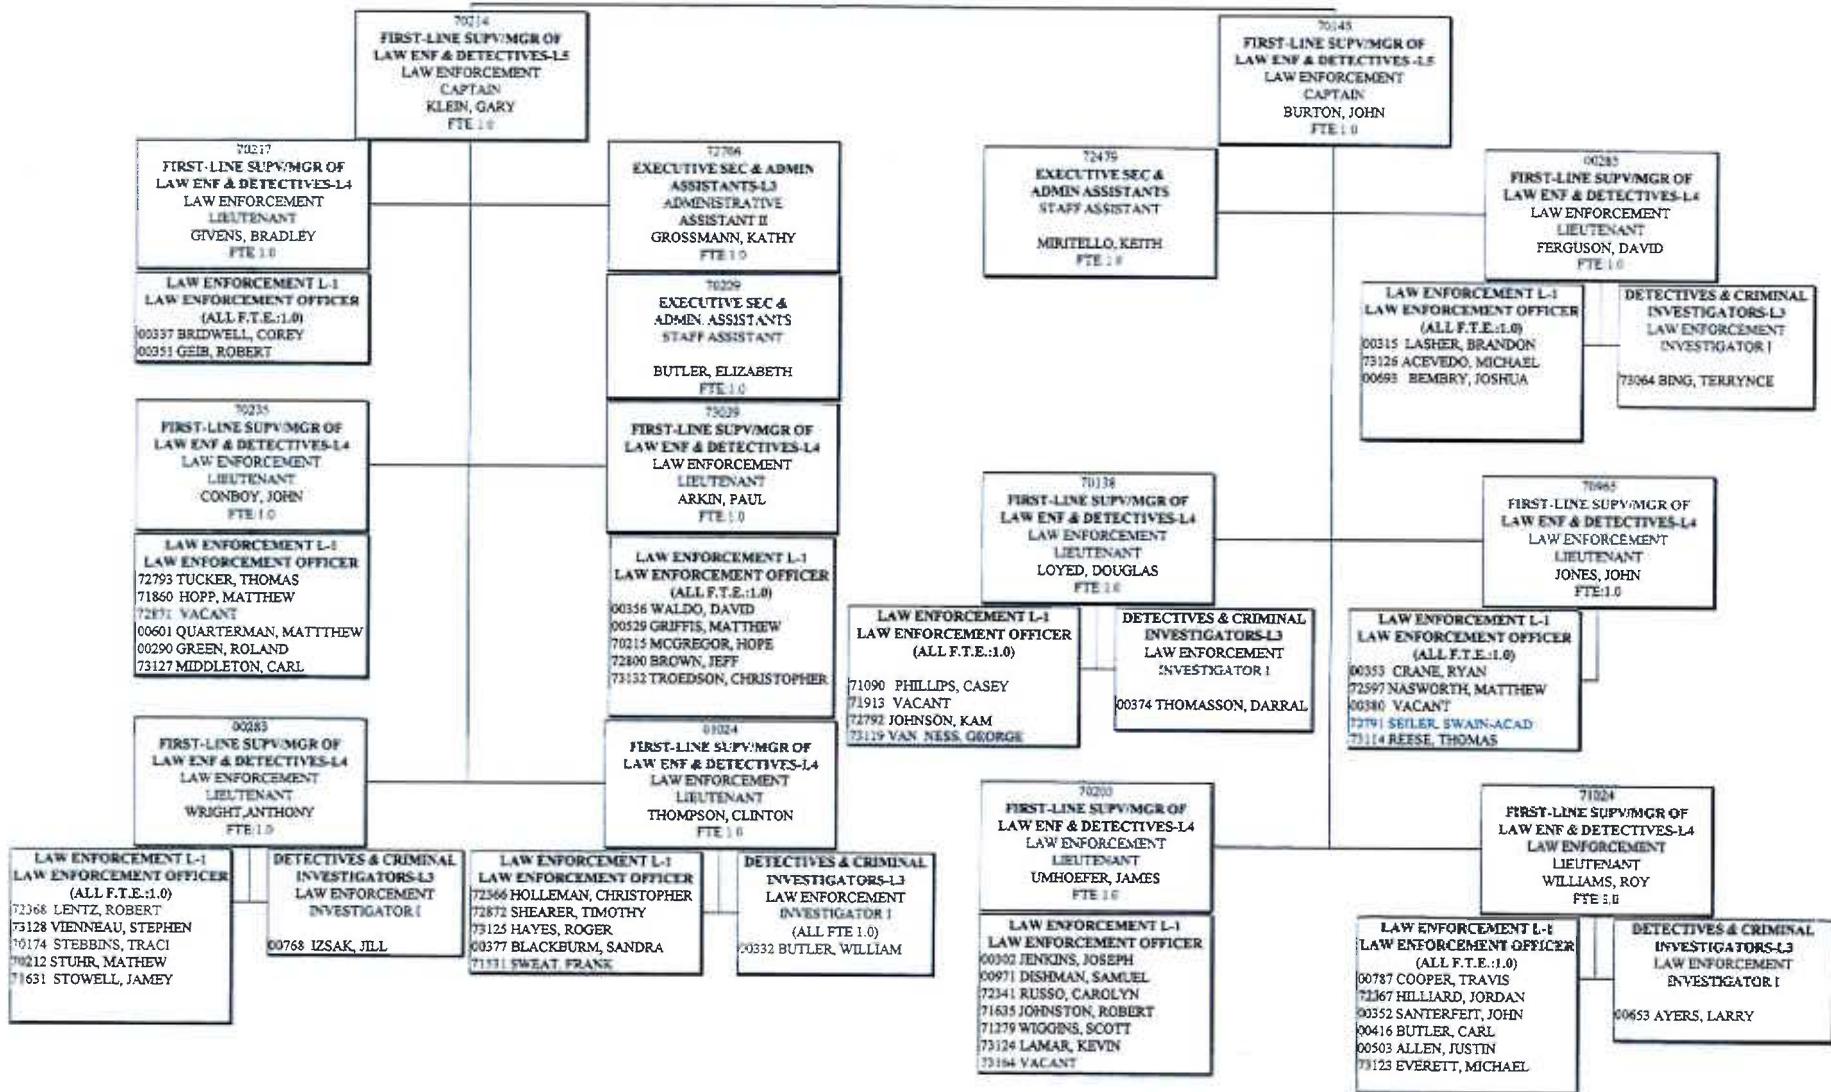 70214
FIRST-LINE SUPV/MGR OF
LAW ENF & DETECTIVES-L5
LAW ENFORCEMENT
CAPTAIN
KLEIN, GARY
FTE 1.0
70217
FIRST-LINE SUPV/MGR OF
LAW ENF & DETECTIVES-L4
LAW ENFORCEMENT
LIEUTENANT
GIVENS, BRADLEY
FTE 1.0
LAW ENFORCEMENT L-1
LAW ENFORCEMENT OFFICER
(ALL F.T.E.:1.0)
00337 BRIDWELL, COREY
00351 GEIB, ROBERT
EXECUTIVE SEC & ADMIN
ASSISTANTS-L3
ADMINISTRATIVE
ASSISTANT II
GROSSMANN, KATHY
FTE 1.0
70229
EXECUTIVE SEC &
ADMIN. ASSISTANTS
STAFF ASSISTANT
BUTLER, ELIZABETH
FTE:1.0
70235
FIRST-LINE SUPV/MGR OF
LAW ENF & DETECTIVES-L4
LAW ENFORCEMENT
LIEUTENANT
CONBOY, JOHN
FTE:1.0
LAW ENFORCEMENT L-1
LAW ENFORCEMENT OFFICER
72793 TUCKER, THOMAS
71860 HOPP, MATTHEW
72871 VACANT
00601 QUARTERMAN, MATTTHEW
00290 GREEN, ROLAND
73127 MIDDLETON, CARL
73039
FIRST-LINE SUPV/MGR OF
LAW ENF & DETECTIVES-L4
LAW ENFORCEMENT
LIEUTENANT
ARKIN, PAUL
FTE:1.0
LAW ENFORCEMENT L-1
LAW ENFORCEMENT OFFICER
(ALL F.T.E.:1.0)
00356 WALDO, DAVID
00529 GRIFFIS, MATTHEW
70215 MCGREGOR, HOPE
72800 BROWN, JEFF
73132 TROEDSON, CHRISTOPHER
00283
FIRST-LINE SUPV/MGR OF
LAW ENF & DETECTIVES-L4
LAW ENFORCEMENT
LIEUTENANT
WRIGHT,ANTHONY
FTE:1.0
LAW ENFORCEMENT L-1
LAW ENFORCEMENT OFFICER
(ALL F.T.E.:1.0)
72368 LENTZ, ROBERT
73128 VIENNEAU, STEPHEN
70174 STEBBINS, TRACI
70212 STUHR, MATHEW
71631 STOWELL, JAMEY
DETECTIVES & CRIMINAL
INVESTIGATORS-L3
LAW ENFORCEMENT
INVESTIGATOR I
00768 IZSAK, JILL
01024
FIRST-LINE SUPV/MGR OF
LAW ENF & DETECTIVES-L4
LAW ENFORCEMENT
LIEUTENANT
THOMPSON, CLINTON
FTE 1.0
LAW ENFORCEMENT L-1
LAW ENFORCEMENT OFFICER
72366 HOLLEMAN, CHRISTOPHER
72872 SHEARER, TIMOTHY
73125 HAYES, ROGER
00377 BLACKBURM, SANDRA
71531 SWEAT, FRANK
DETECTIVES & CRIMINAL
INVESTIGATORS-L3
LAW ENFORCEMENT
INVESTIGATOR I
(ALL FTE 1.0)
00332 BUTLER, WILLIAM
FIRST-LINE SUPV/MGR OF
LAW ENF & DETECTIVES -L5
LAW ENFORCEMENT
CAPTAIN
BURTON, JOHN
FTE:1.0
72479
EXECUTIVE SEC &
ADMIN ASSISTANTS
STAFF ASSISTANT
MIRITELLO, KEITH
FTE:1.0
00285
FIRST-LINE SUPV/MGR OF
LAW ENF & DETECTIVES-L4
LAW ENFORCEMENT
LIEUTENANT
FERGUSON, DAVID
FTE:1.0
LAW ENFORCEMENT L-1
LAW ENFORCEMENT OFFICER
(ALL F.T.E.:1.0)
00315 LASHER, BRANDON
73126 ACEVEDO, MICHAEL
00693 BEMBRY, JOSHUA
DETECTIVES & CRIMINAL
INVESTIGATORS-L3
LAW ENFORCEMENT
INVESTIGATOR I
73064 BING, TERRYNCE
70138
FIRST-LINE SUPV/MGR OF
LAW ENF & DETECTIVES-L4
LAW ENFORCEMENT
LIEUTENANT
LOYED, DOUGLAS
FTE:1.0
LAW ENFORCEMENT L-1
LAW ENFORCEMENT OFFICER
(ALL F.T.E.:1.0)
71090 PHILLIPS, CASEY
71913 VACANT
72792 JOHNSON, KAM
73119 VAN NESS, GEORGE
DETECTIVES & CRIMINAL
INVESTIGATORS-L3
LAW ENFORCEMENT
INVESTIGATOR I
00374 THOMASSON, DARRAL
70965
FIRST-LINE SUPV/MGR OF
LAW ENF & DETECTIVES-L4
LAW ENFORCEMENT
LIEUTENANT
JONES, JOHN
FTE:1.0
LAW ENFORCEMENT L-1
LAW ENFORCEMENT OFFICER
(ALL F.T.E.:1.0)
00353 CRANE, RYAN
72597 NASWORTH, MATTHEW
00380 VACANT
72791 SEILER, SWAIN-ACAD
73114 REESE, THOMAS
FIRST-LINE SUPV/MGR OF
LAW ENF & DETECTIVES-L4
LAW ENFORCEMENT
LIEUTENANT
UMHOEFER, JAMES
FTE 1.0
LAW ENFORCEMENT L-1
LAW ENFORCEMENT OFFICER
00302 JENKINS, JOSEPH
00971 DISHMAN, SAMUEL
72341 RUSSO, CAROLYN
71635 JOHNSTON, ROBERT
71279 WIGGINS, SCOTT
73124 LAMAR, KEVIN
73164 VACANT
71024
FIRST-LINE SUPV/MGR OF
LAW ENF & DETECTIVES-L4
LAW ENFORCEMENT
LIEUTENANT
WILLIAMS, ROY
FTE 1.0
LAW ENFORCEMENT L-1
LAW ENFORCEMENT OFFICER
(ALL F.T.E.:1.0)
00787 COOPER, TRAVIS
72367 HILLIARD, JORDAN
00352 SANTERFEIT, JOHN
00416 BUTLER, CARL
00503 ALLEN, JUSTIN
73123 EVERETT, MICHAEL
DETECTIVES & CRIMINAL
INVESTIGATORS-L3
LAW ENFORCEMENT
INVESTIGATOR I
00653 AYERS, LARRY